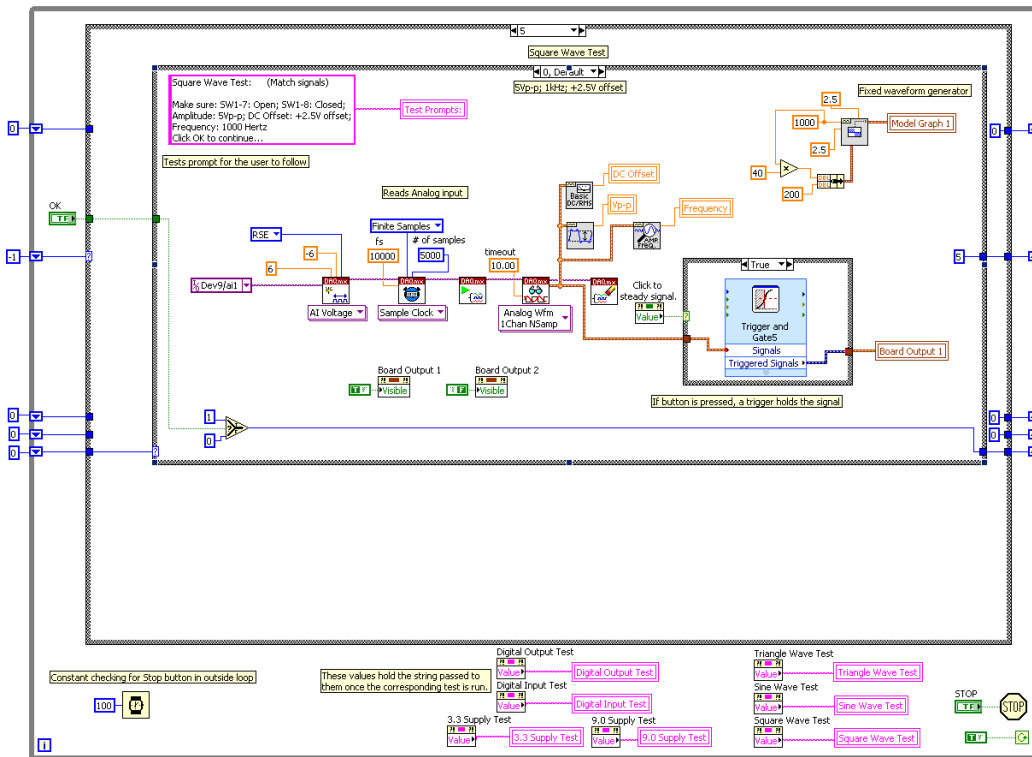 5
Square Wave Test
0, Default
5Vp-p; 1kHz; +2.5V offset
Square Wave Test: (Match signals)
Make sure: SW1-7: Open; SW1-8: Closed;
Amplitude: 5Vp-p; DC Offset: +2.5V offset;
Frequency: 1000 Hertz
Click OK to continue...
Test Prompts:
Tests prompt for the user to follow
Fixed waveform generator
2.5
1000
Model Graph 1
2.5
40
200
0
0
OK
TF
-1
?
5
Reads Analog input
Basic
DC/RMS
DC Offset
Vp-p
Frequency
AMP
Freq.
RSE
Finite Samples
fs
# of samples
-6
6
10000
5000
timeout
10.00
Dev9/ai1
DAQmx
DAQmx
DAQmx
DAQmx
DAQmx
AI Voltage
Sample Clock
Analog Wfm
1Chan NSamp
Click to
steady signal.
Value
?
True
Trigger and
Gate5
Signals
Triggered Signals
Board Output 1
If button is pressed, a trigger holds the signal
Board Output 1
T
Visible
Board Output 2
F
Visible
0
0
0
1
0
?
0
0
Constant checking for Stop button in outside loop
100
i
These values hold the string passed to
them once the corresponding test is run.
Digital Output Test
Value
Digital Output Test
Digital Input Test
Value
Digital Input Test
3.3 Supply Test
Value
3.3 Supply Test
9.0 Supply Test
Value
9.0 Supply Test
Triangle Wave Test
Value
Triangle Wave Test
Sine Wave Test
Value
Sine Wave Test
Square Wave Test
Value
Square Wave Test
STOP
TF
STOP
T